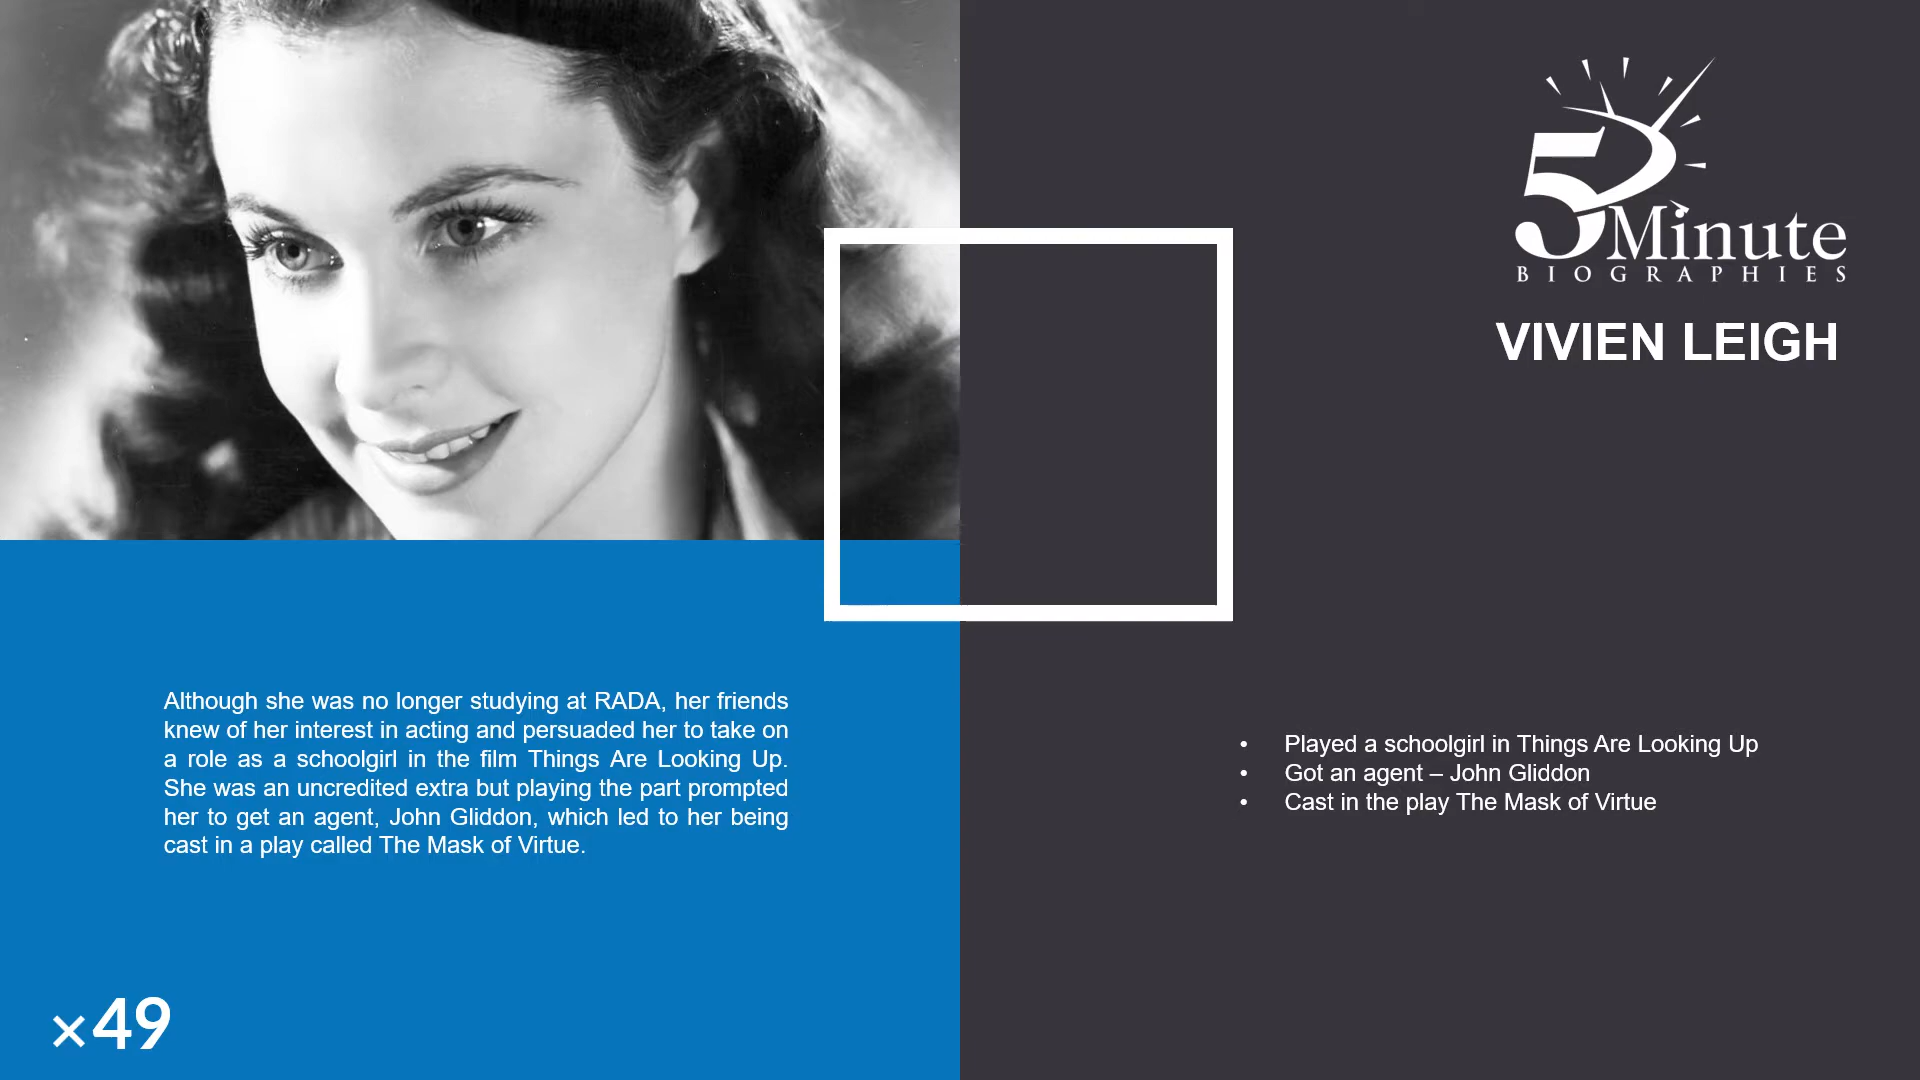 5 Minute
BIOGRAPHIES
VIVIEN LEIGH
Although she was no longer studying at RADA, her friends
knew of her interest in acting and persuaded her to take on
a role as a schoolgirl in the film Things Are Looking Up.
She was an uncredited extra but playing the part prompted
her to get an agent, John Gliddon, which led to her being
cast in a play called The Mask of Virtue.
• Played a schoolgirl in Things Are Looking Up
• Got an agent – John Gliddon
• Cast in the play The Mask of Virtue
×49